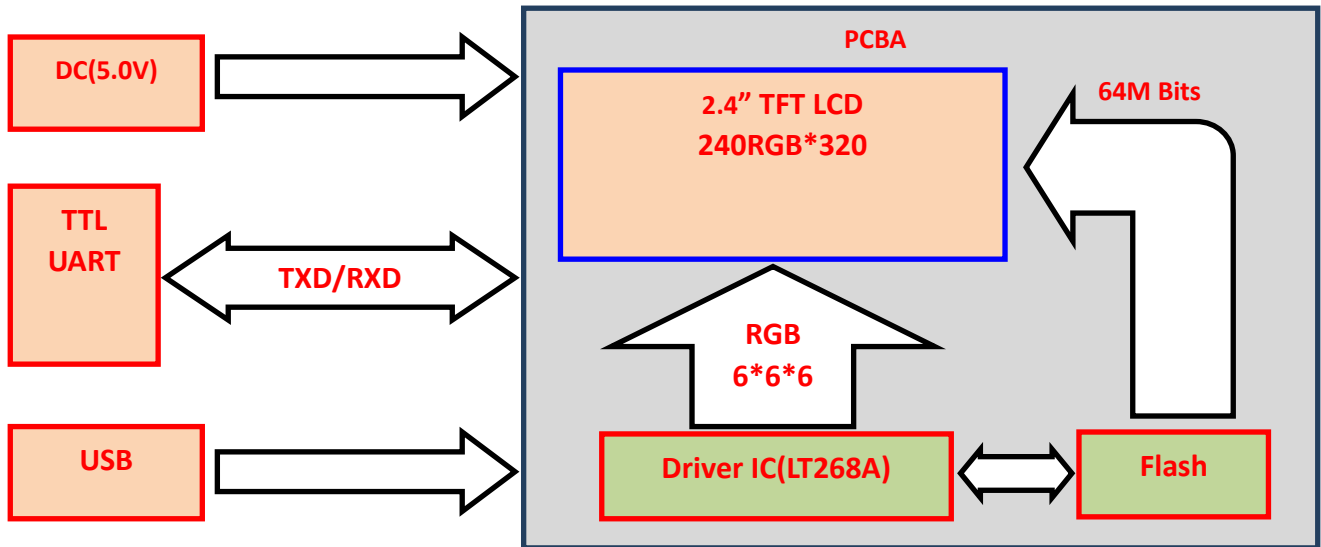 PCBA
DC(5.0V)
2.4” TFT LCD
240RGB*320
64M Bits
TTL
UART
TXD/RXD
RGB
6*6*6
USB
Driver IC(LT268A)
Flash